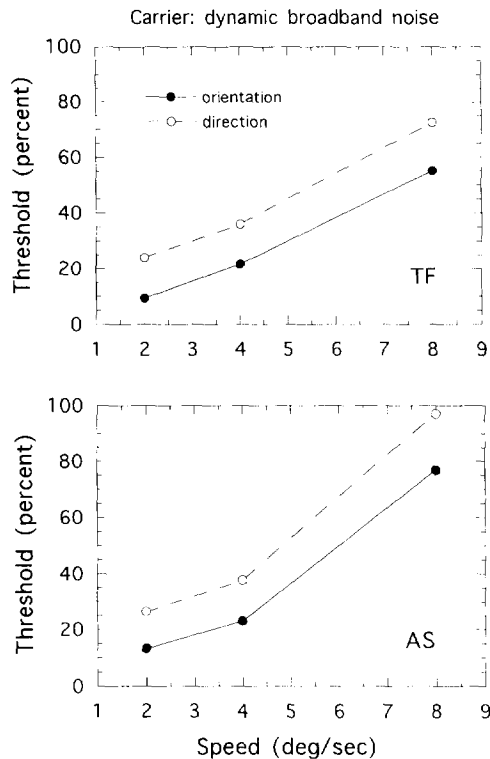 Carrier: dynamic broadband noise
100
80
60
40
20
0
Threshold (percent)
orientation
direction
TF
1 2 3 4 5 6 7 8 9
100
80
60
40
20
0
Threshold (percent)
AS
1 2 3 4 5 6 7 8 9
Speed (deg/sec)